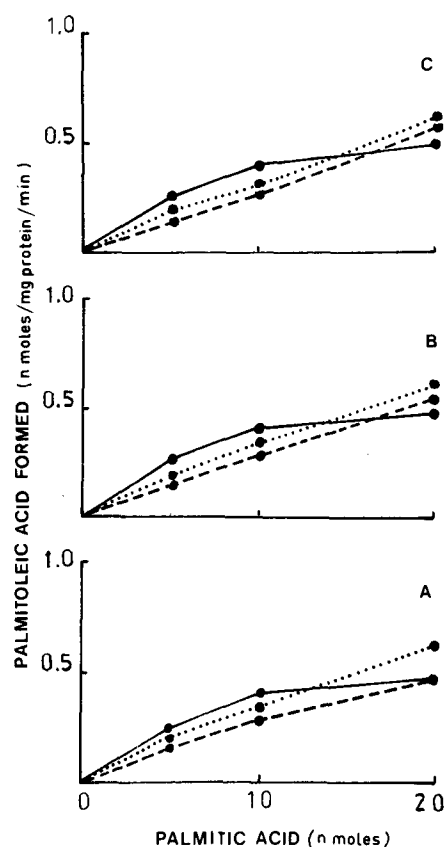 PALMITOLEIC ACID FORMED (n moles/mg protein/min)
1.0
C
0.5
1.0
B
0.5
1.0
A
0.5
0 10 20
PALMITIC ACID (n moles)